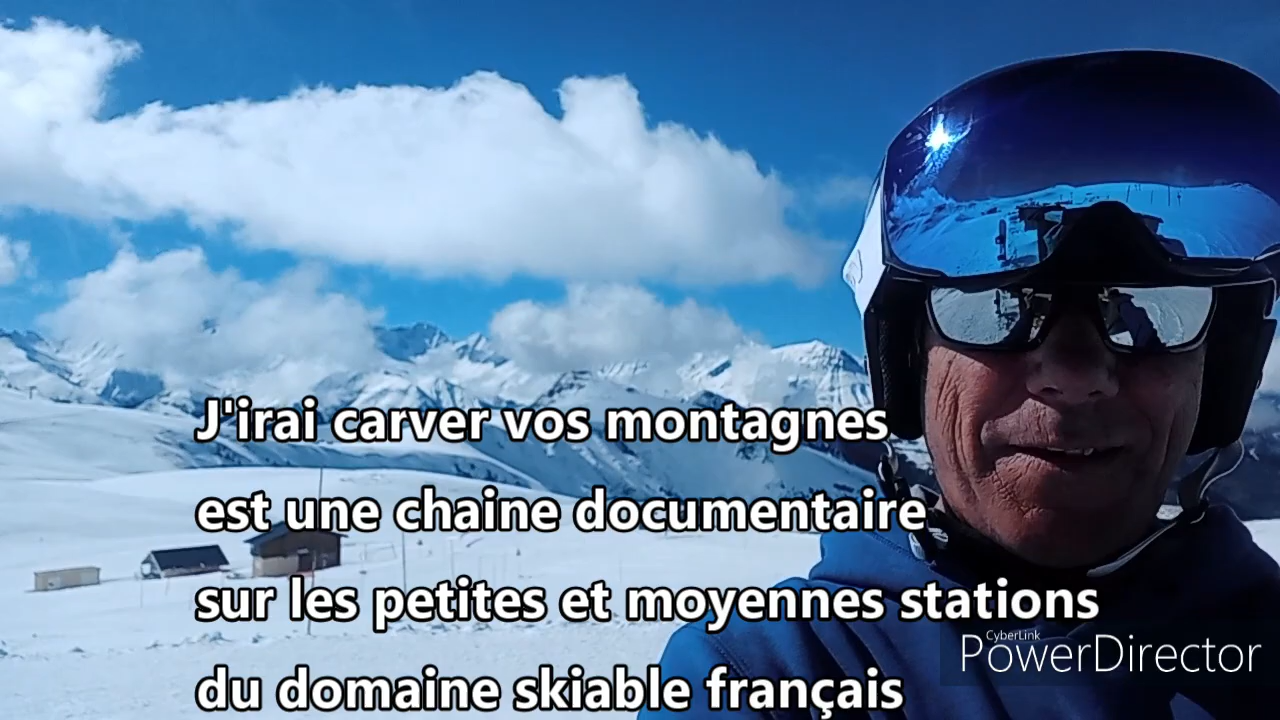 J'irai carver vos montagnes
est une chaine documentaire
sur les petites et moyennes stations
CyberLink
PowerDirector
du domaine skiable français